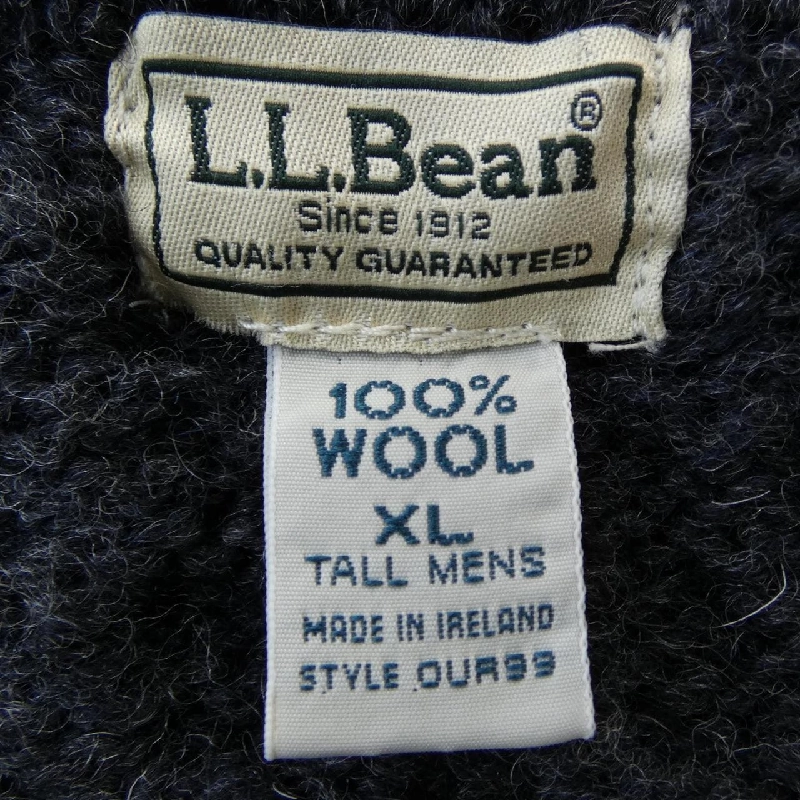 L.L.Bean®
Since 1912
QUALITY GUARANTEED
100%
WOOL
XL
TALL MENS
MADE IN IRELAND
STYLE OUR99